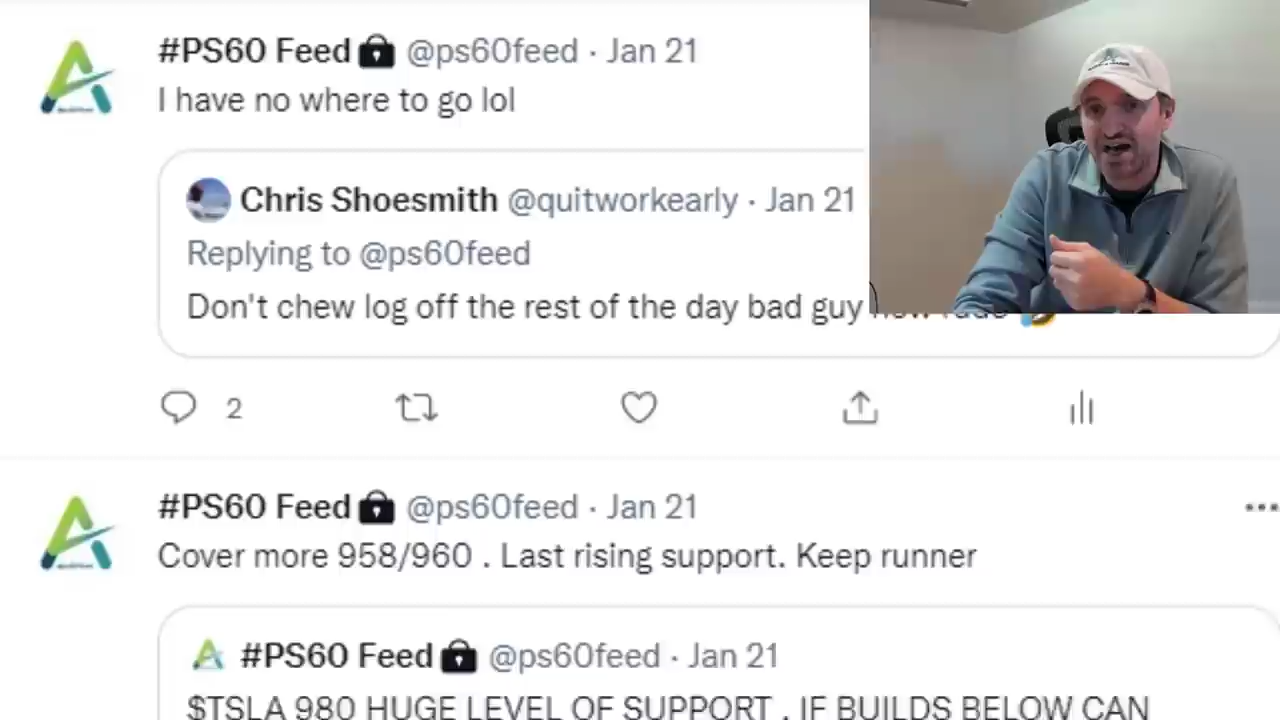 #PS60 Feed🔒 @ps60feed · Jan 21
I have no where to go lol
Chris Shoesmith @quitworkearly · Jan 21
Replying to @ps60feed
Don't chew log off the rest of the day bad guy
2
#PS60 Feed🔒 @ps60feed · Jan 21
Cover more 958/960 . Last rising support. Keep runner
#PS60 Feed🔒 @ps60feed · Jan 21
$TSLA 980 HUGE LEVEL OF SUPPORT . IF BUILDS BELOW CAN